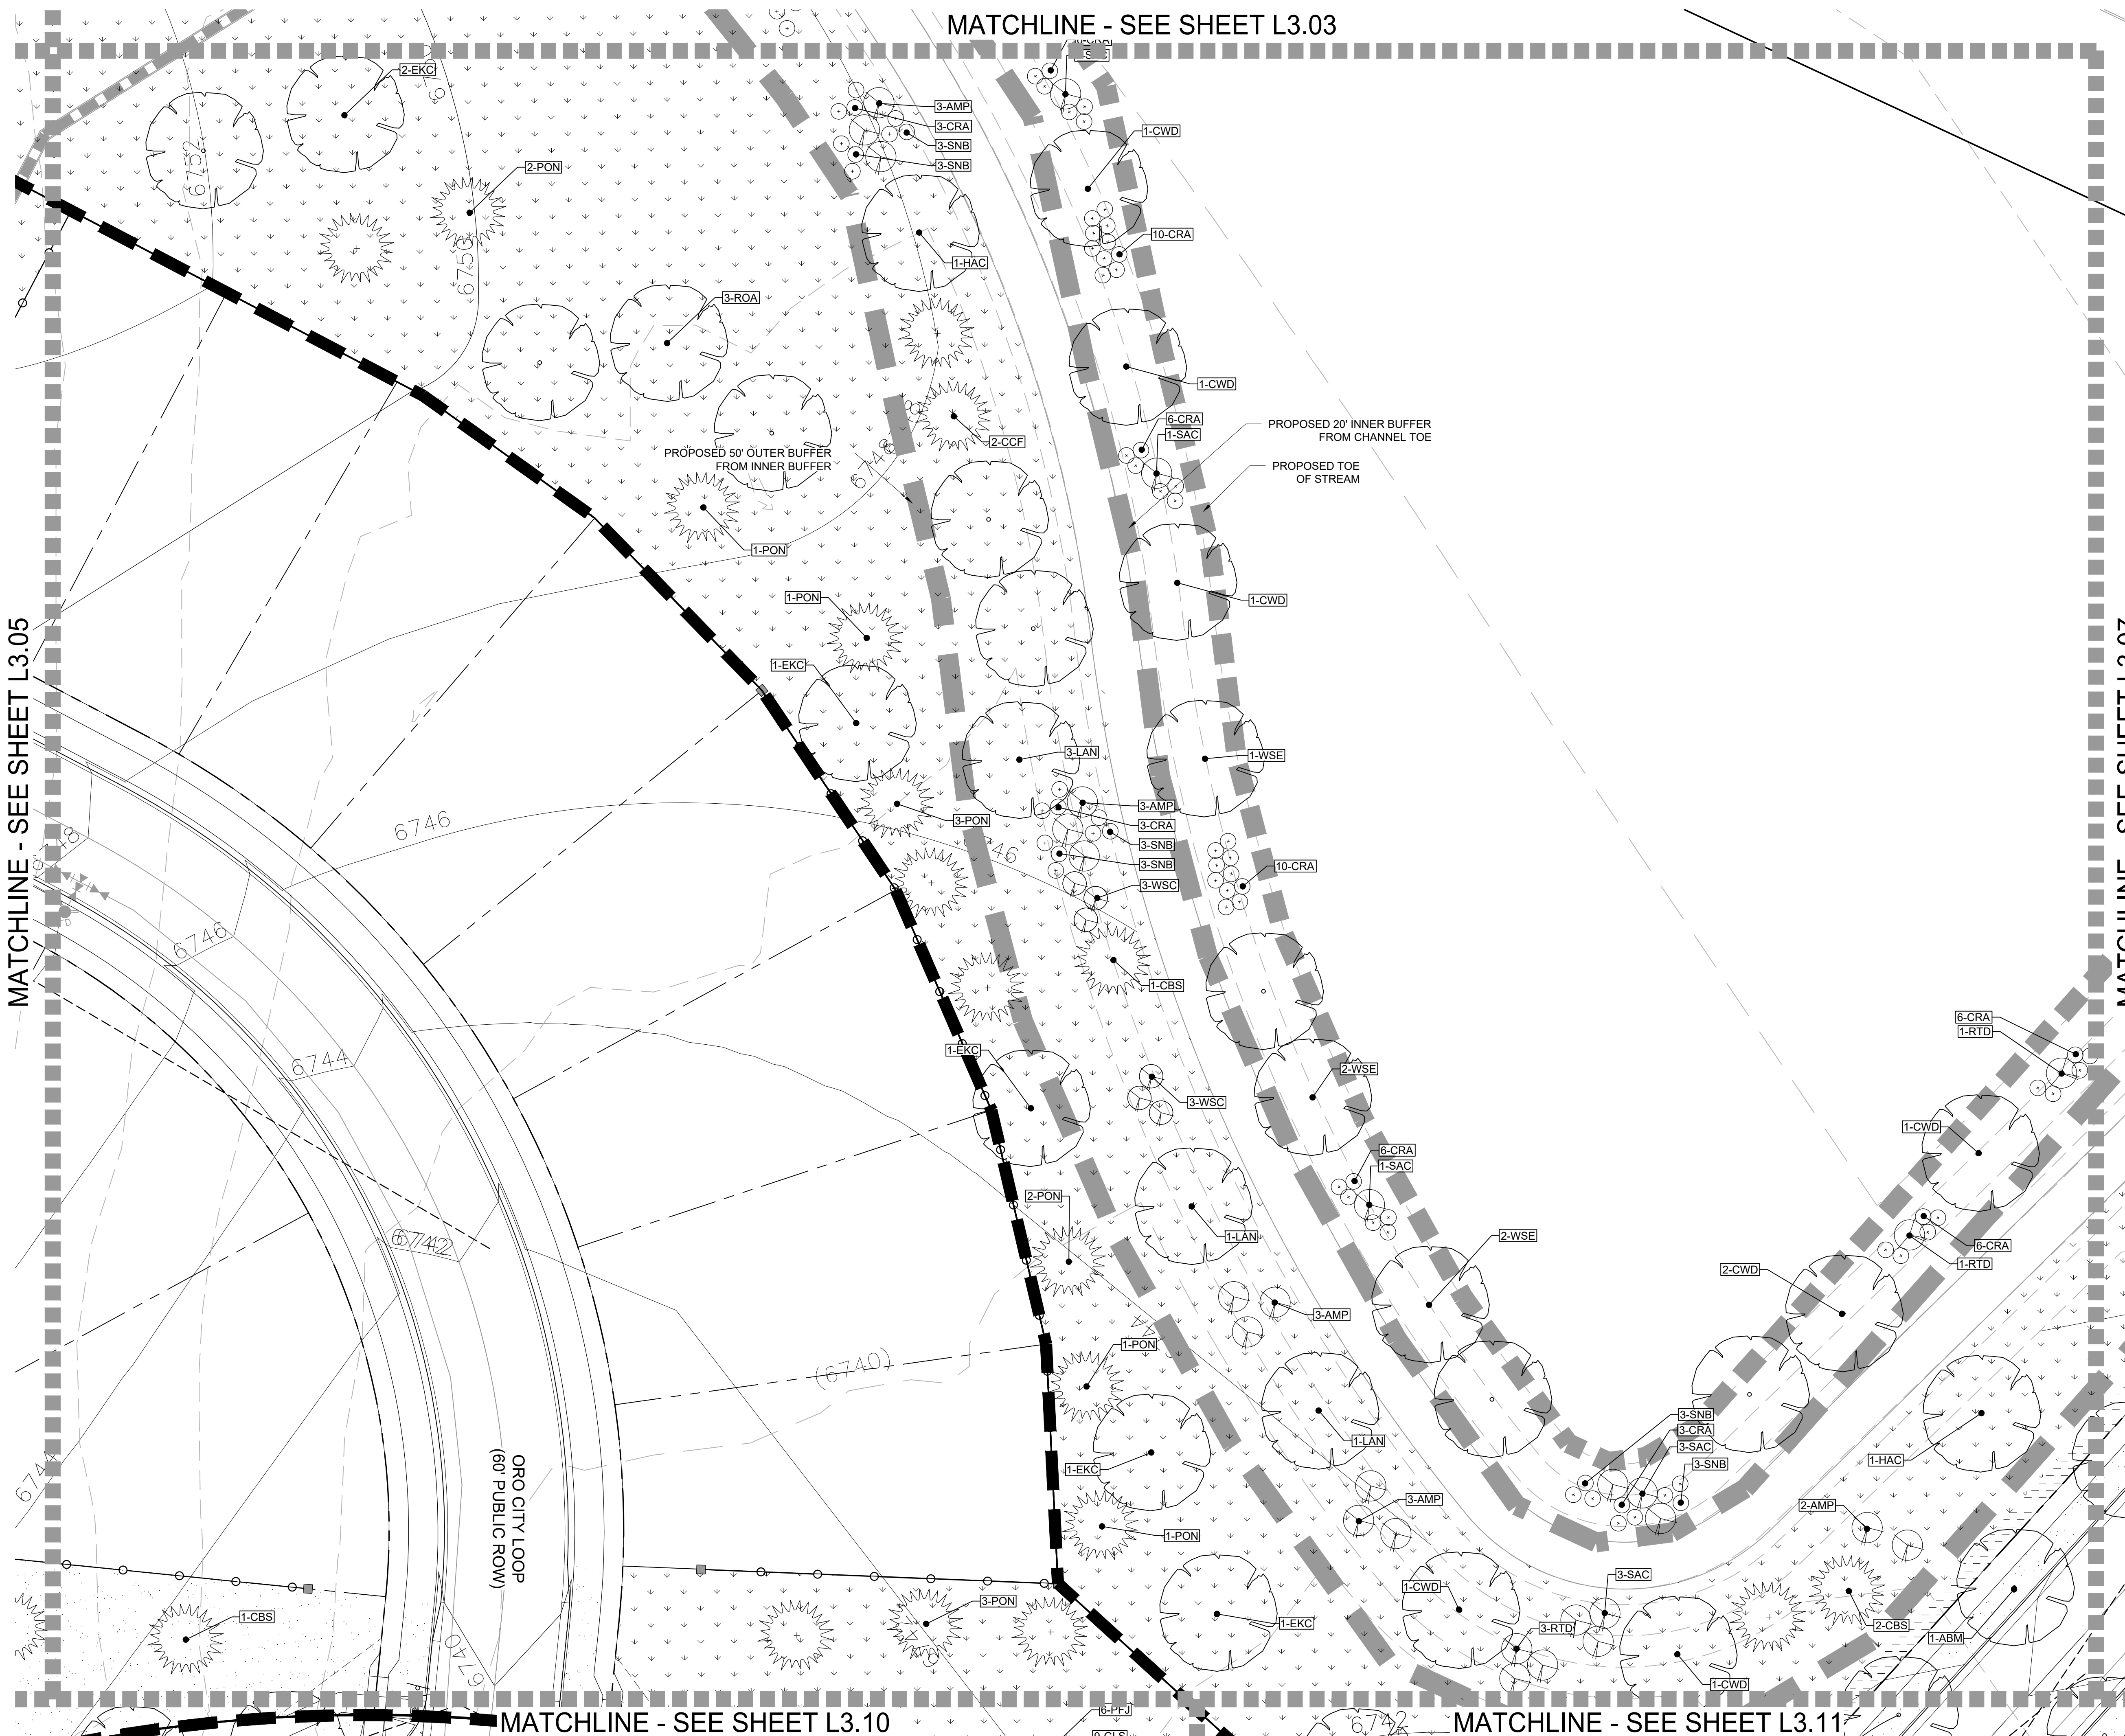 MATCHLINE - SEE SHEET L3.03
2-EKC
3-AMP
3-CRA
3-SNB
3-SNB
1-CWD
6752
2-PON
10-CRA
1-HAC
6750
3-ROA
1-CWD
6-CRA
1-SAC
2-CCF
PROPOSED 20' INNER BUFFER
FROM CHANNEL TOE
PROPOSED 50' OUTER BUFFER
FROM INNER BUFFER
6748
PROPOSED TOE
OF STREAM
1-PON
1-PON
1-CWD
1-EKC
MATCHLINE - SEE SHEET L3.05
3-LAN
1-WSE
3-AMP
3-PON
3-CRA
6746
3-SNB
3-SNB
10-CRA
3-WSC
6746
1-CBS
6-CRA
1-RTD
1-EKC
6744
2-WSE
3-WSC
1-CWD
6-CRA
1-SAC
2-PON
1-LAN
2-WSE
6742
6-CRA
1-RTD
2-CWD
3-AMP
1-PON
(6740)
3-SNB
3-CRA
3-SAC
3-SNB
1-LAN
1-HAC
1-EKC
3-AMP
2-AMP
ORO CITY LOOP
(60' PUBLIC ROW)
1-PON
3-SAC
1-CWD
3-PON
1-CBS
1-EKC
3-RTD
2-CBS
1-ABM
6740
1-CWD
6-PFJ
MATCHLINE - SEE SHEET L3.10
6742
MATCHLINE - SEE SHEET L3.11